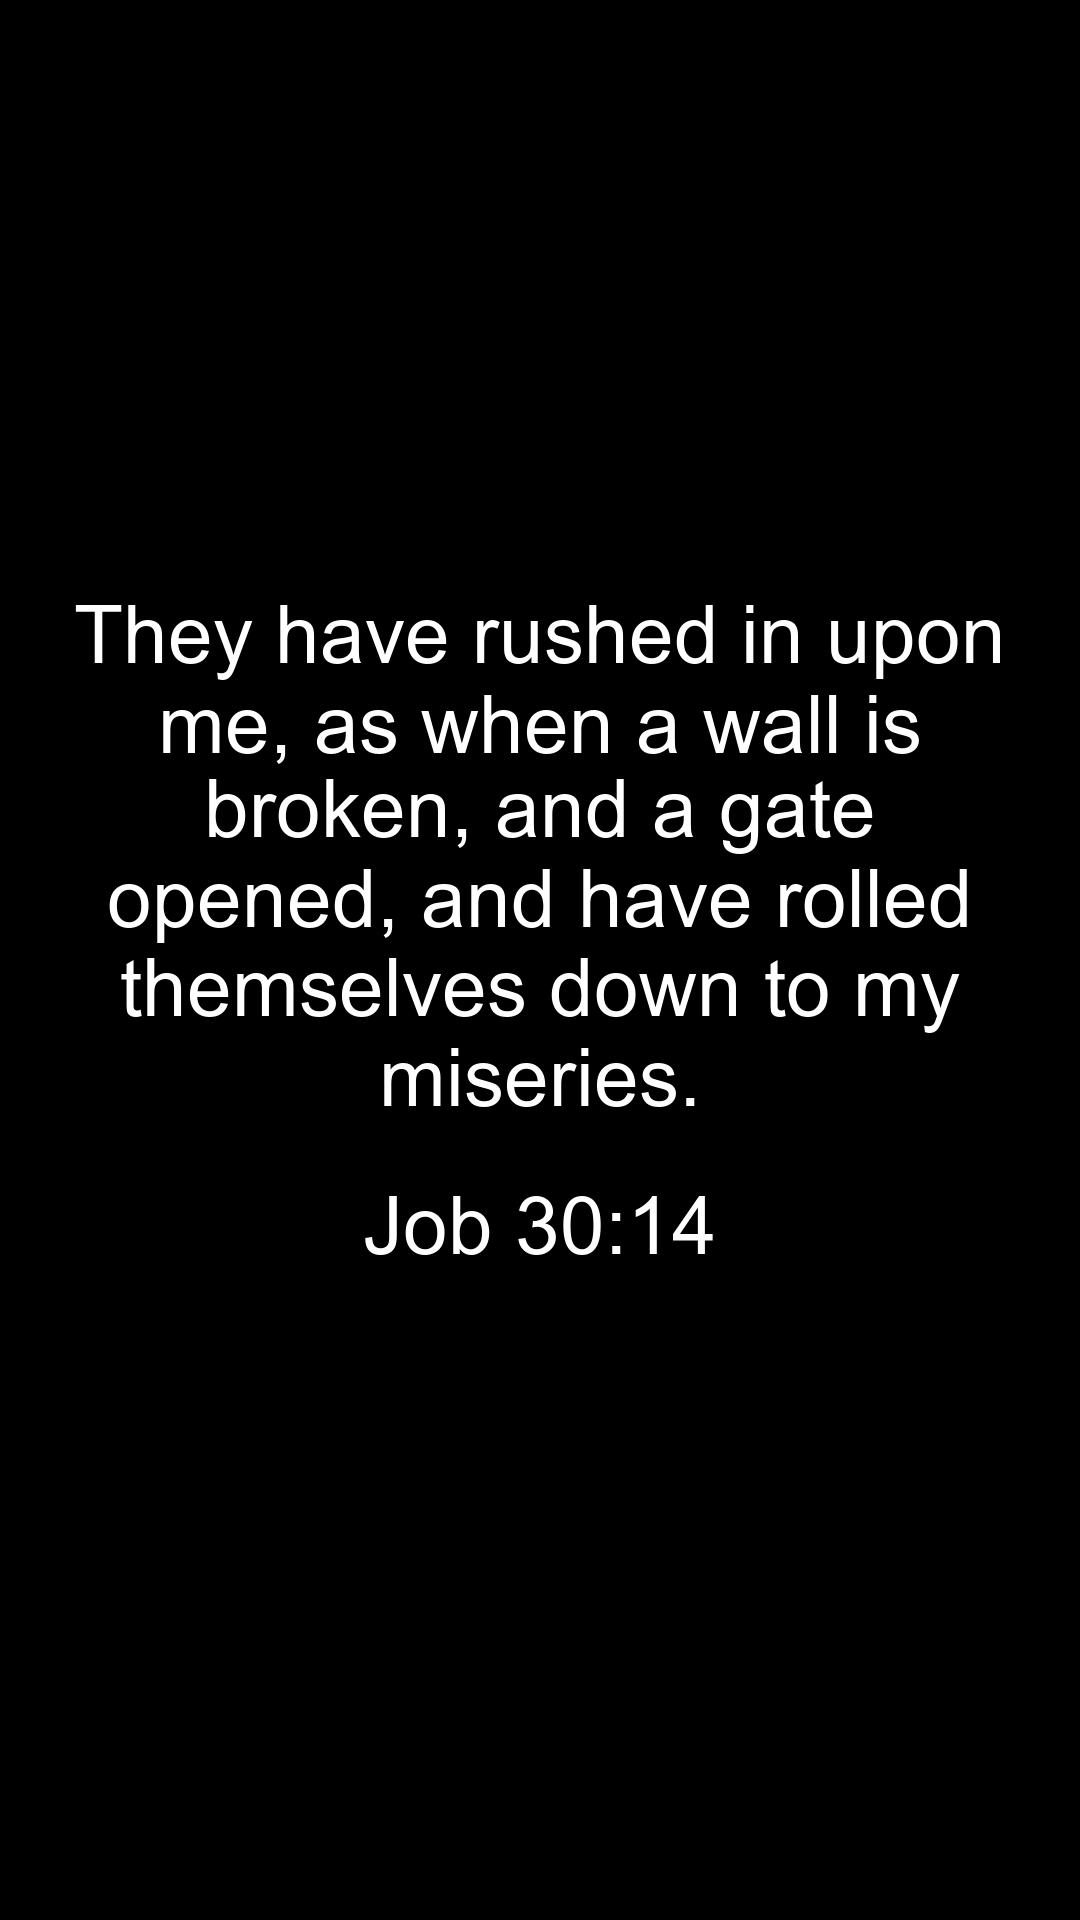 They have rushed in upon
me, as when a wall is
broken, and a gate
opened, and have rolled
themselves down to my
miseries.
Job 30:14